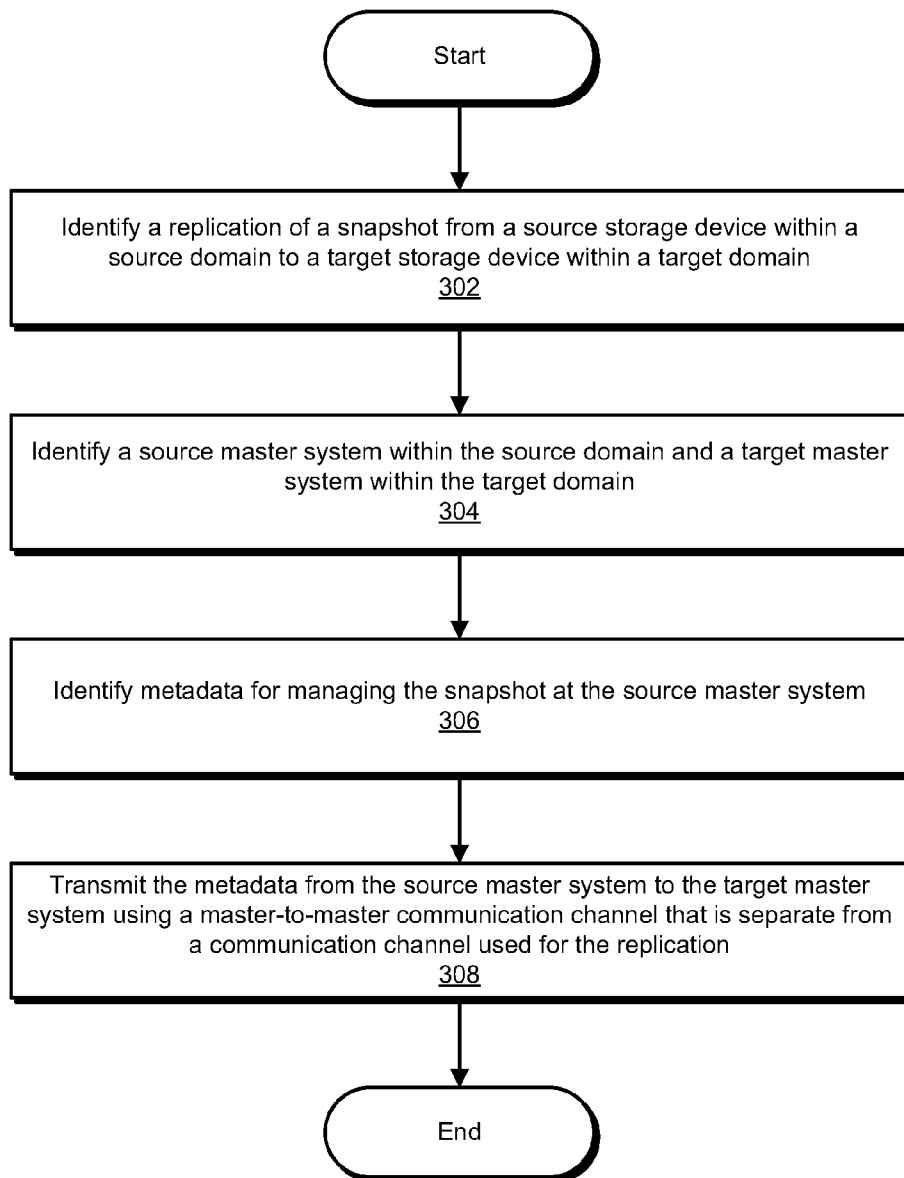 Start
Identify a replication of a snapshot from a source storage device within a
source domain to a target storage device within a target domain
302
Identify a source master system within the source domain and a target master
system within the target domain
304
Identify metadata for managing the snapshot at the source master system
306
Transmit the metadata from the source master system to the target master
system using a master-to-master communication channel that is separate from
a communication channel used for the replication
308
End